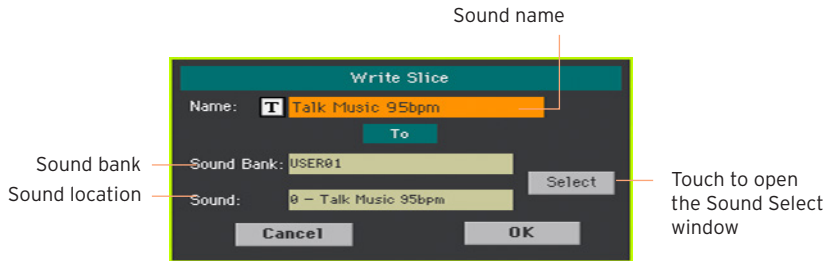 Sound name
Write Slice
Name: T Talk Music 95bpm
To
Sound bank
Sound Bank: USER01
Select
Touch to open
the Sound Select
window
Sound location
Sound: 0 – Talk Music 95bpm
Cancel OK